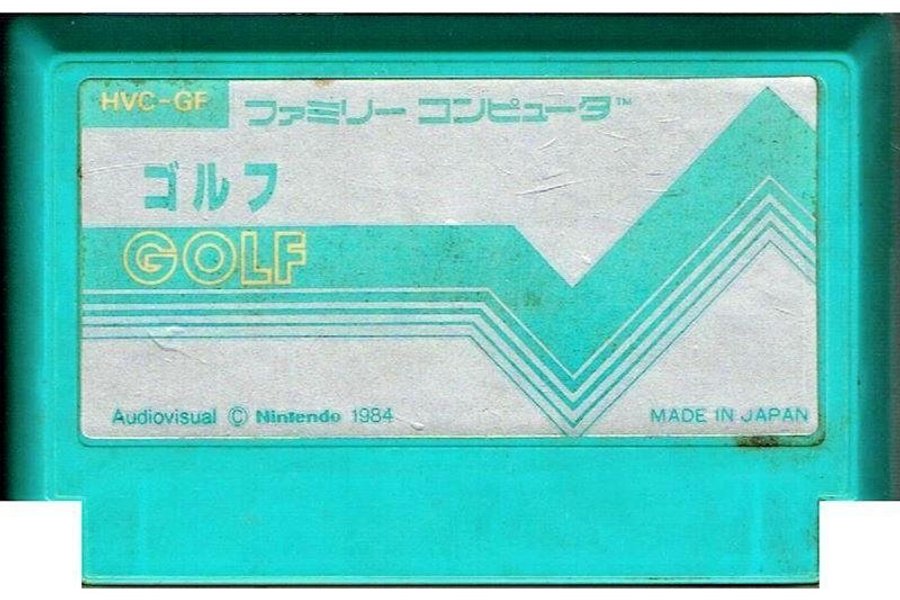 HVC-GF
ファミリー コンピュータ™
ゴルフ
GOLF
Audiovisual © Nintendo 1984
MADE IN JAPAN